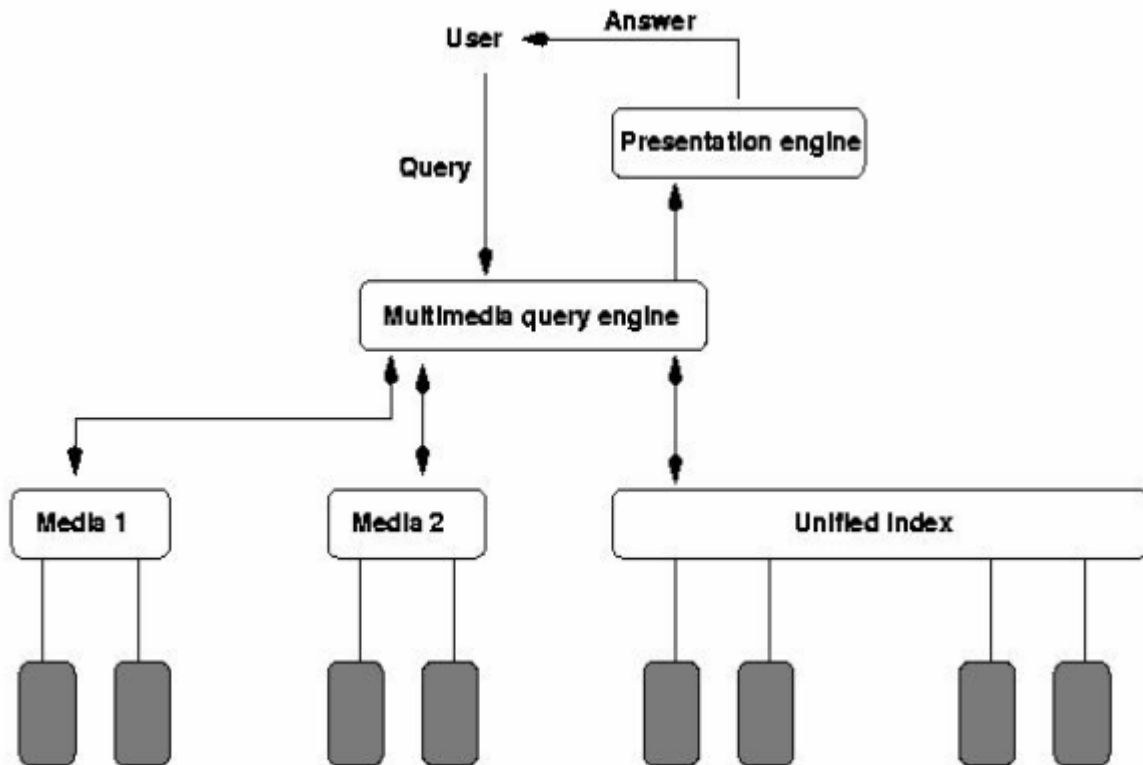 Answer
User
Presentation engine
Query
Multimedia query engine
Media 1
Media 2
Unified index